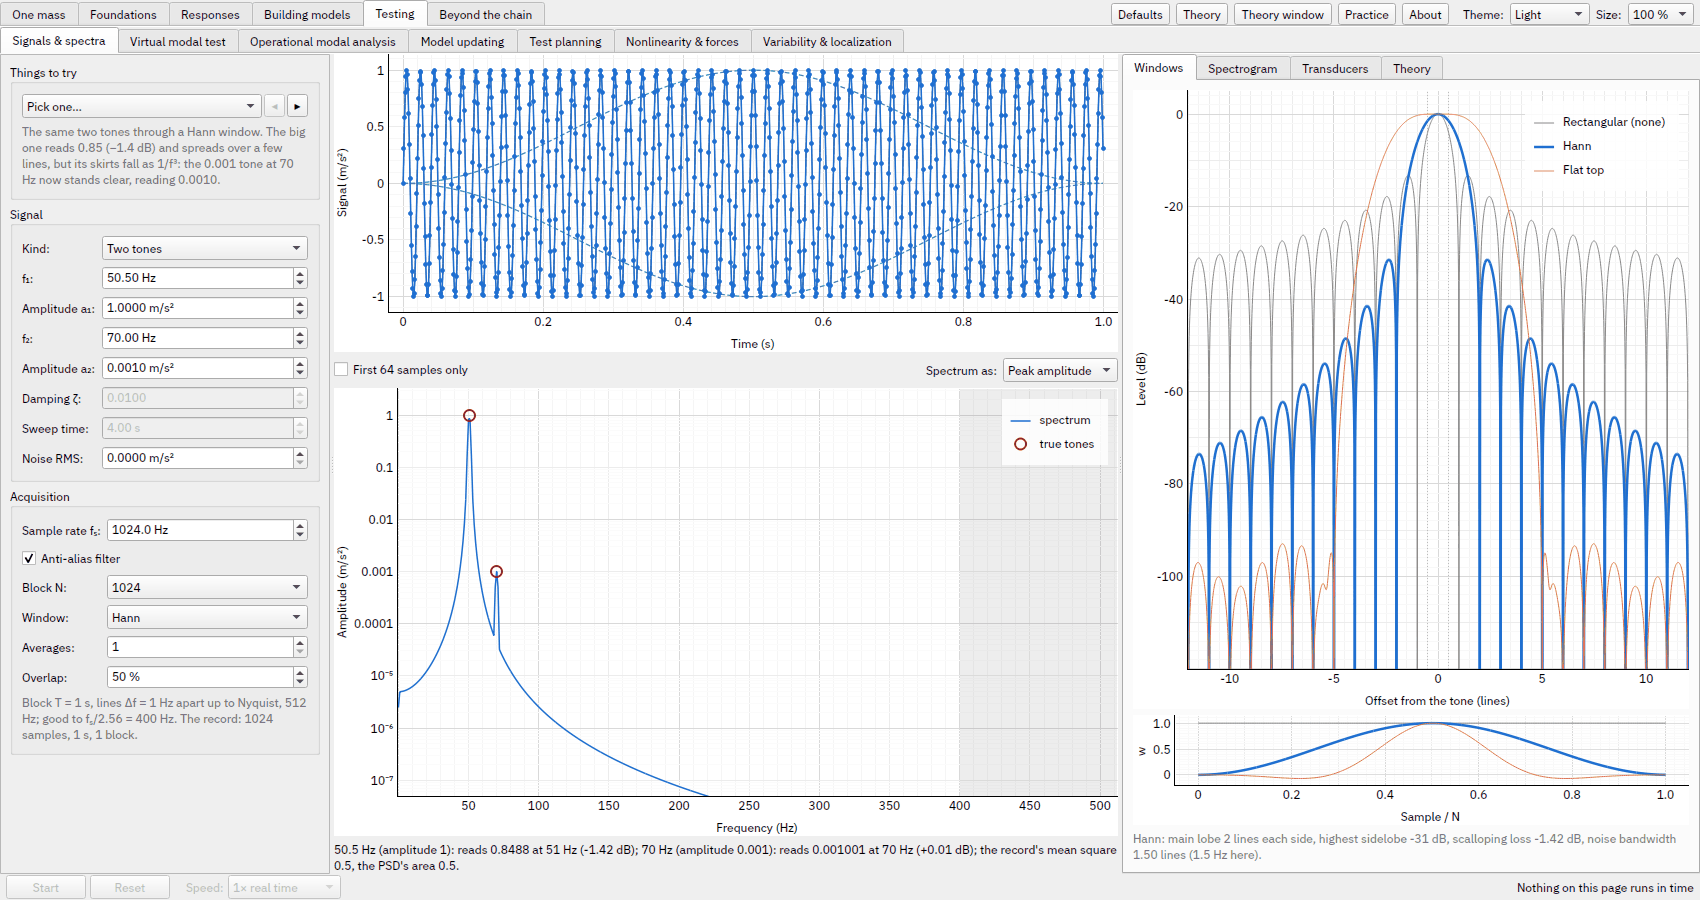 One mass Foundations Responses Building models Testing Beyond the chain Defaults Theory Theory window Practice About Theme: Light Size: 100 %
Signals & spectra Virtual modal test Operational modal analysis Model updating Test planning Nonlinearity & forces Variability & localization
Things to try
Pick one...
The same two tones through a Hann window. The big
one reads 0.85 (−1.4 dB) and spreads over a few
lines, but its skirts fall as 1/f³: the 0.001 tone at 70
Hz now stands clear, reading 0.0010.
Signal
Kind: Two tones
f₁: 50.50 Hz
Amplitude a₁: 1.0000 m/s²
f₂: 70.00 Hz
Amplitude a₂: 0.0010 m/s²
Damping ζ: 0.0100
Sweep time: 4.00 s
Noise RMS: 0.0000 m/s²
Acquisition
Sample rate fₛ: 1024.0 Hz
Anti-alias filter
Block N: 1024
Window: Hann
Averages: 1
Overlap: 50 %
Block T = 1 s, lines Δf = 1 Hz apart up to Nyquist, 512
Hz; good to fₛ/2.56 = 400 Hz. The record: 1024
samples, 1 s, 1 block.
Start Reset Speed: 1× real time
Signal (m/s²)
1
0.5
0
-0.5
-1
0 0.2 0.4 0.6 0.8 1.0
Time (s)
First 64 samples only Spectrum as: Peak amplitude
Amplitude (m/s²)
1
0.1
0.01
0.001
0.0001
10⁻⁵
10⁻⁶
10⁻⁷
spectrum
true tones
50 100 150 200 250 300 350 400 450 500
Frequency (Hz)
50.5 Hz (amplitude 1): reads 0.8488 at 51 Hz (-1.42 dB); 70 Hz (amplitude 0.001): reads 0.001001 at 70 Hz (+0.01 dB); the record's mean square
0.5, the PSD's area 0.5.
Windows Spectrogram Transducers Theory
Level (dB)
0
-20
-40
-60
-80
-100
Rectangular (none)
Hann
Flat top
-10 -5 0 5 10
Offset from the tone (lines)
w
1.0
0.5
0
0 0.2 0.4 0.6 0.8 1.0
Sample / N
Hann: main lobe 2 lines each side, highest sidelobe -31 dB, scalloping loss -1.42 dB, noise bandwidth
1.50 lines (1.5 Hz here).
Nothing on this page runs in time